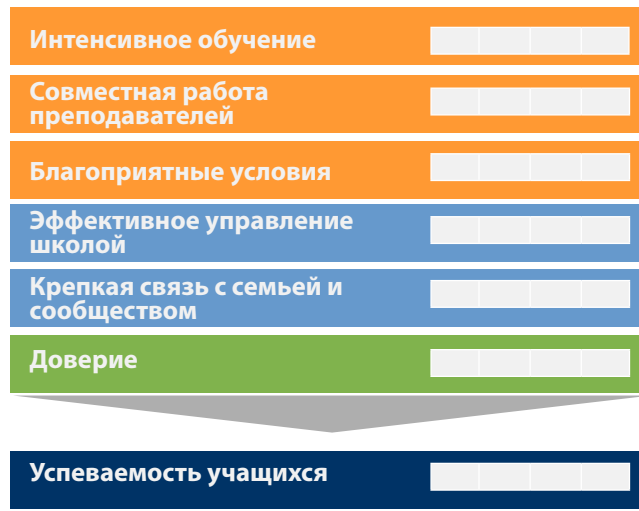 Интенсивное обучение
Совместная работа
преподавателей
Благоприятные условия
Эффективное управление
школой
Крепкая связь с семьей и
сообществом
Доверие
Успеваемость учащихся